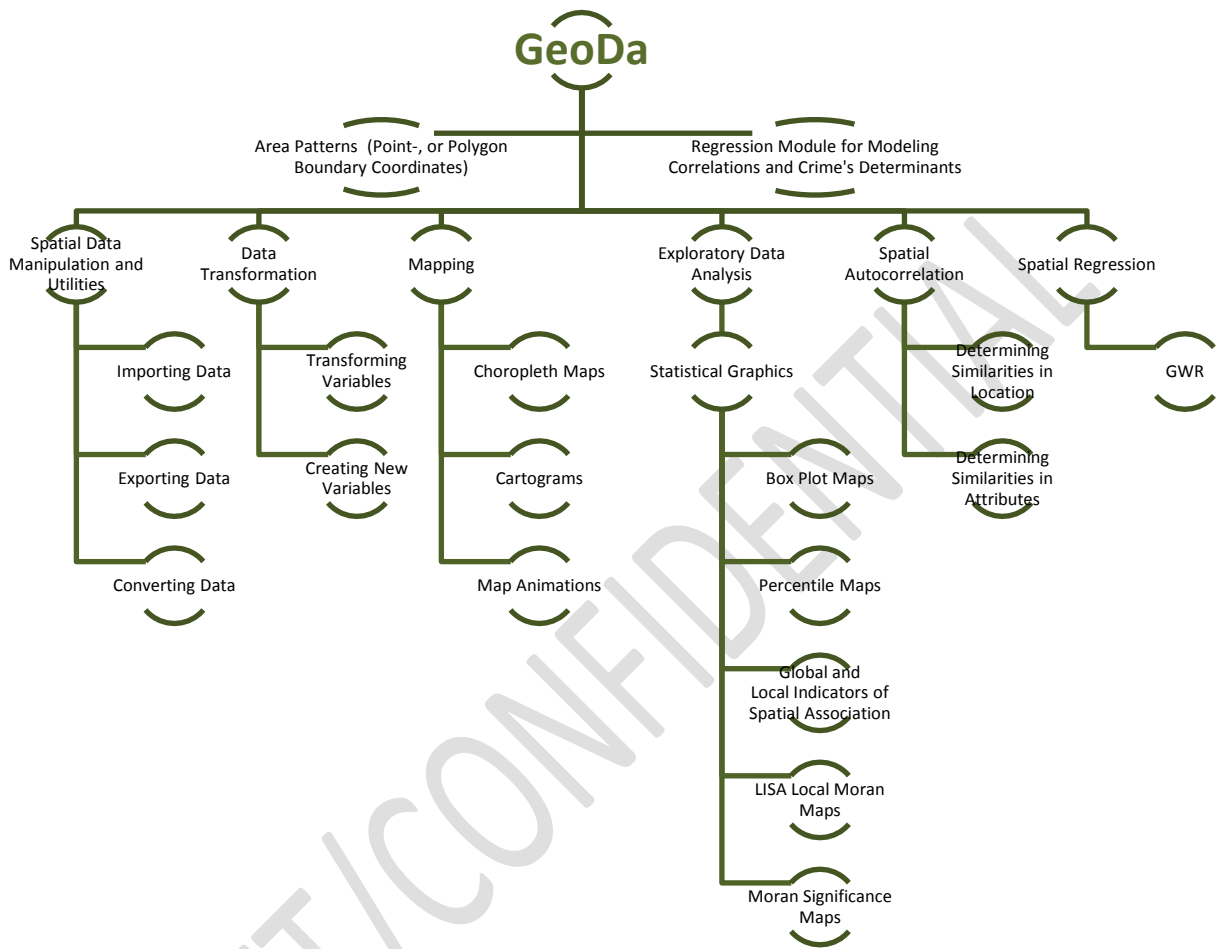 GeoDa
Area Patterns (Point-, or Polygon
Boundary Coordinates)
Regression Module for Modeling
Correlations and Crime's Determinants
Spatial Data
Manipulation and
Utilities
Data
Transformation
Mapping
Exploratory Data
Analysis
Spatial
Autocorrelation
Spatial Regression
Importing Data
Exporting Data
Converting Data
Transforming
Variables
Creating New
Variables
Choropleth Maps
Cartograms
Map Animations
Statistical Graphics
Box Plot Maps
Percentile Maps
Global and
Local Indicators of
Spatial Association
LISA Local Moran
Maps
Moran Significance
Maps
Determining
Similarities in
Location
Determining
Similarities in
Attributes
GWR
/CONFIDENTIAL